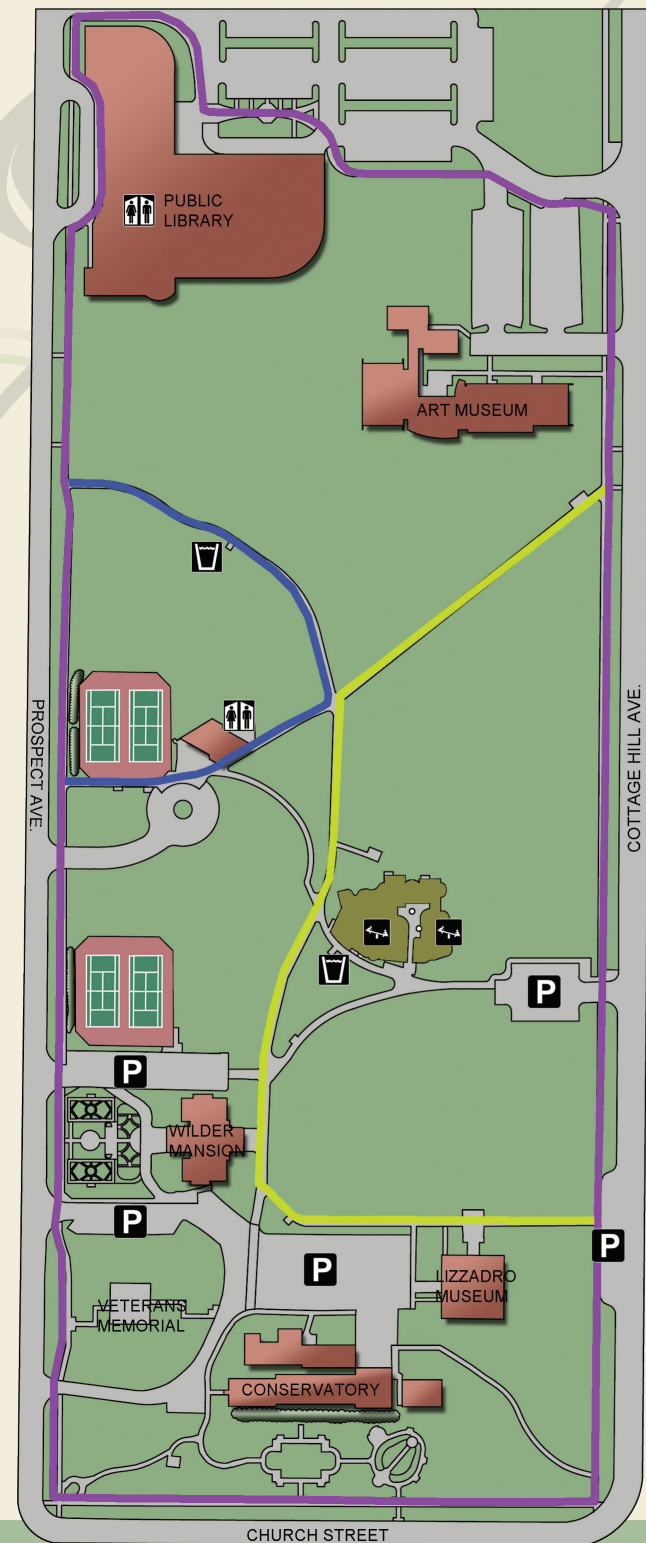 PUBLIC
LIBRARY
ART MUSEUM
PROSPECT AVE.
COTTAGE HILL AVE.
P
P
WILDER
MANSION
P
P
P
LIZZADRO
MUSEUM
VETERANS
MEMORIAL
CONSERVATORY
CHURCH STREET